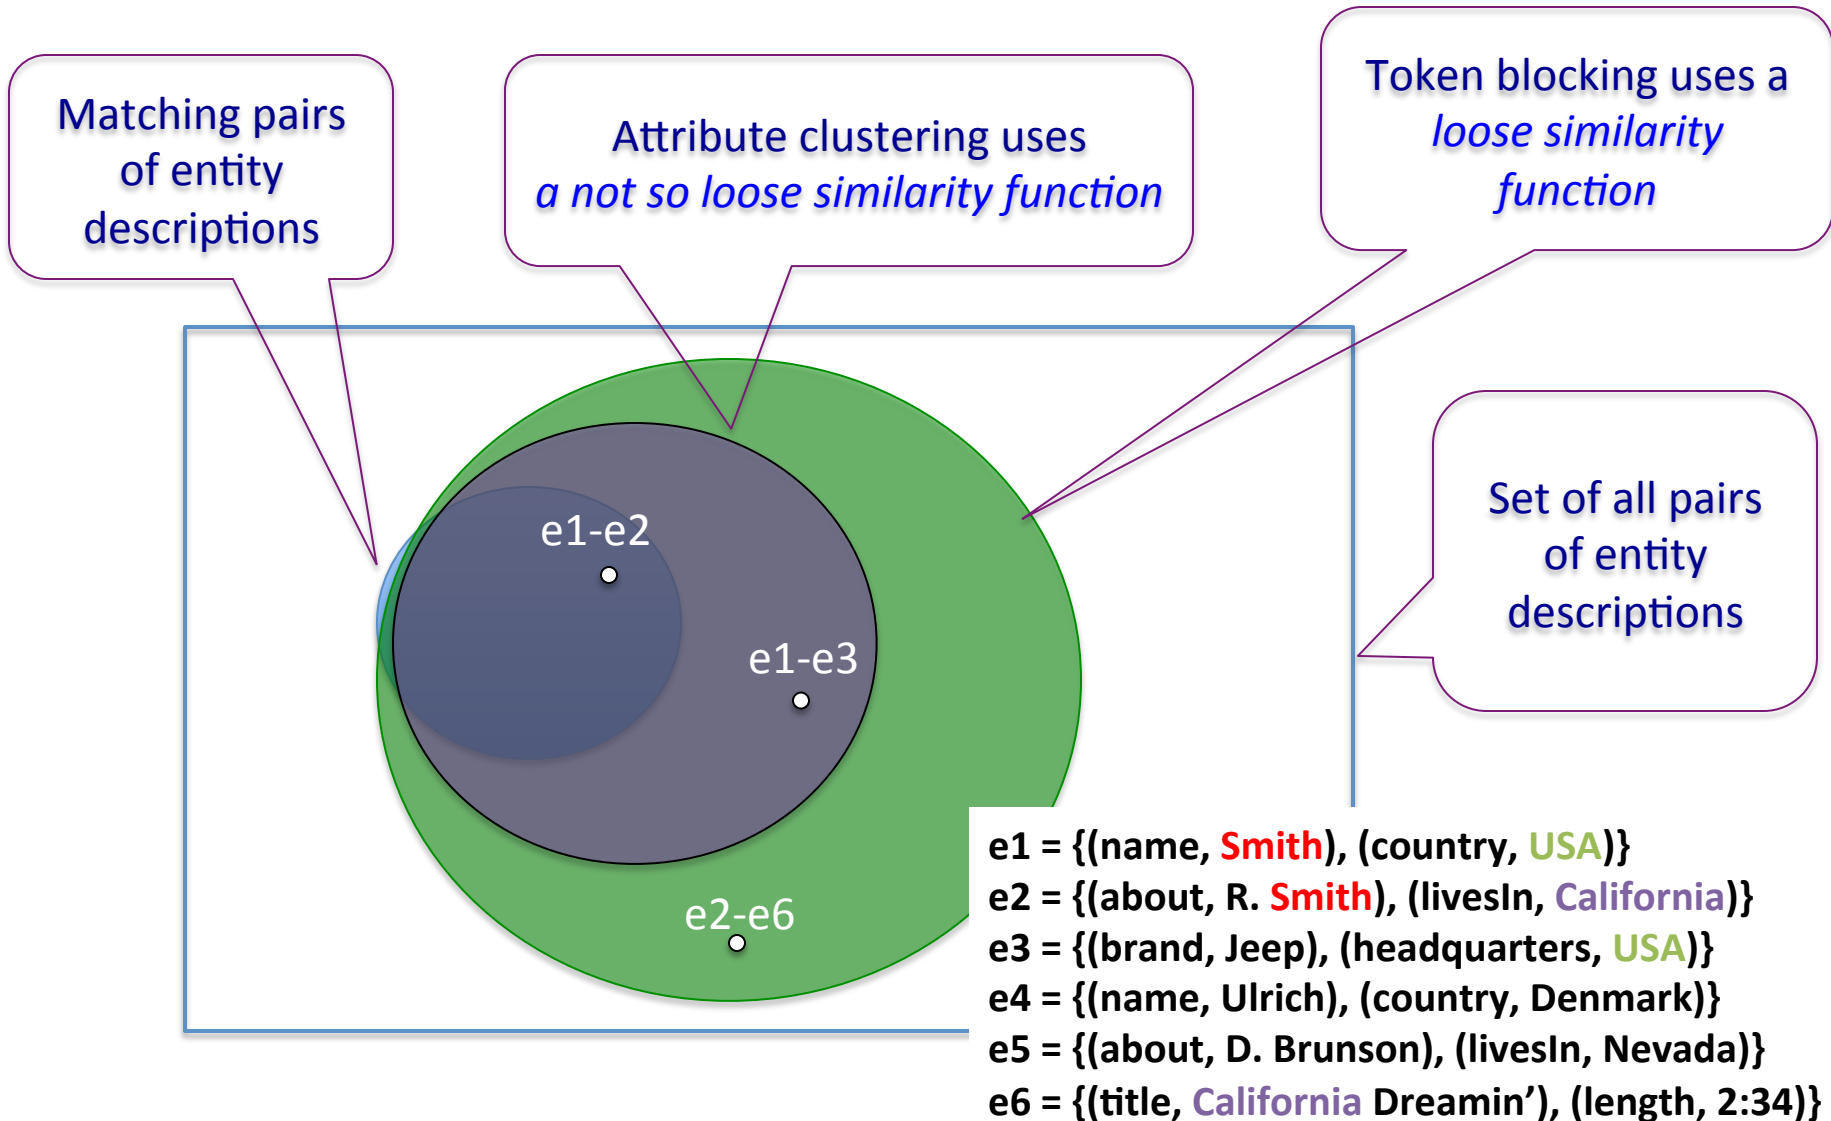 Matching pairs
of entity
descriptions
Attribute clustering uses
a not so loose similarity function
Token blocking uses a
loose similarity
function
Set of all pairs
of entity
descriptions
e1-e2
e1-e3
e2-e6
e1 = {(name, Smith), (country, USA)}
e2 = {(about, R. Smith), (livesIn, California)}
e3 = {(brand, Jeep), (headquarters, USA)}
e4 = {(name, Ulrich), (country, Denmark)}
e5 = {(about, D. Brunson), (livesIn, Nevada)}
e6 = {(title, California Dreamin’), (length, 2:34)}